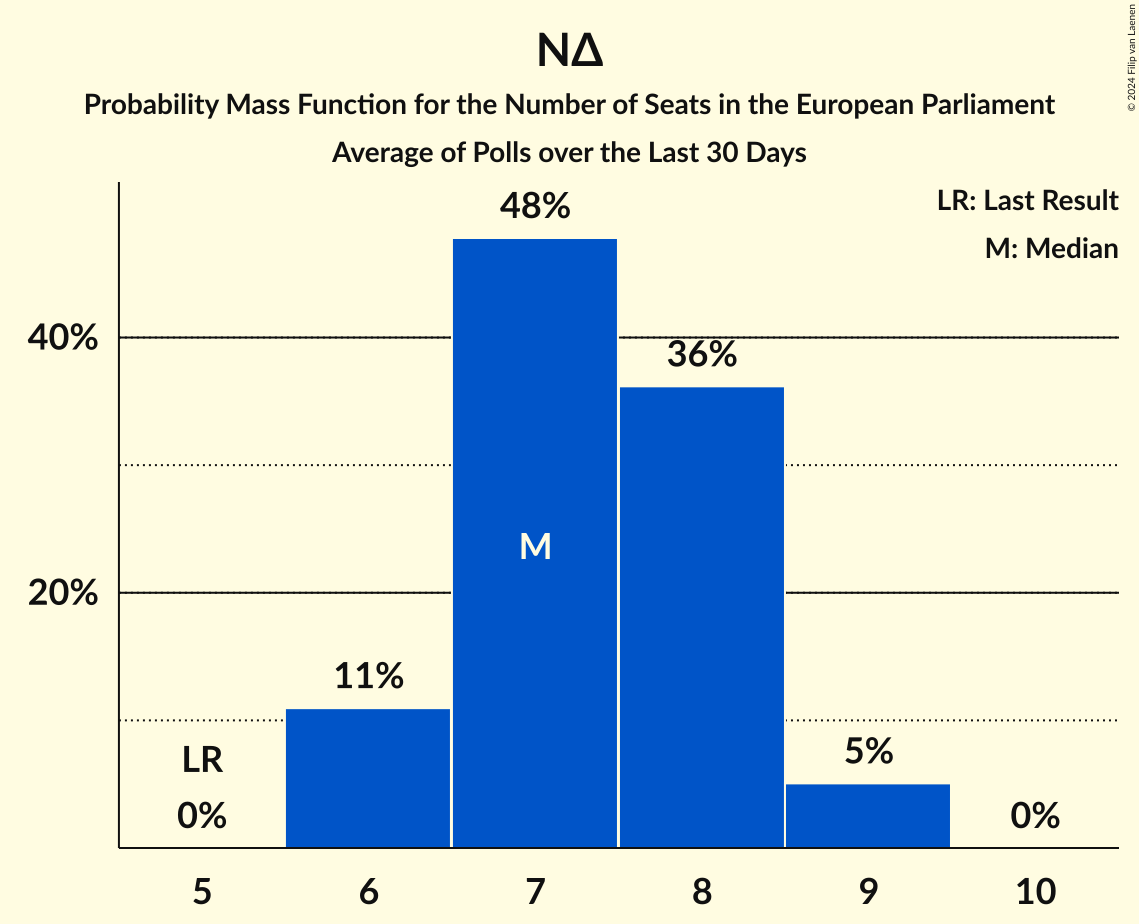 NΔ
Probability Mass Function for the Number of Seats in the European Parliament
Average of Polls over the Last 30 Days
© 2024 Filip van Laenen
LR: Last Result
M: Median
48%
40%
36%
M
20%
11%
LR
5%
0%
0%
5 6 7 8 9 10